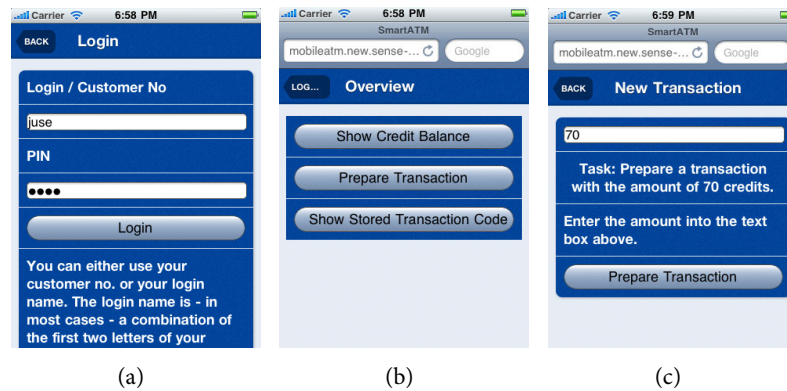 Carrier 6:58 PM
BACK Login
Login / Customer No
juse
PIN
●●●●
Login
You can either use your
customer no. or your login
name. The login name is - in
most cases - a combination of
the first two letters of your
(a)
Carrier 6:58 PM
SmartATM
mobileatm.new.sense-... Google
LOG... Overview
Show Credit Balance
Prepare Transaction
Show Stored Transaction Code
(b)
Carrier 6:59 PM
SmartATM
mobileatm.new.sense-... Google
BACK New Transaction
70
Task: Prepare a transaction
with the amount of 70 credits.
Enter the amount into the text
box above.
Prepare Transaction
(c)